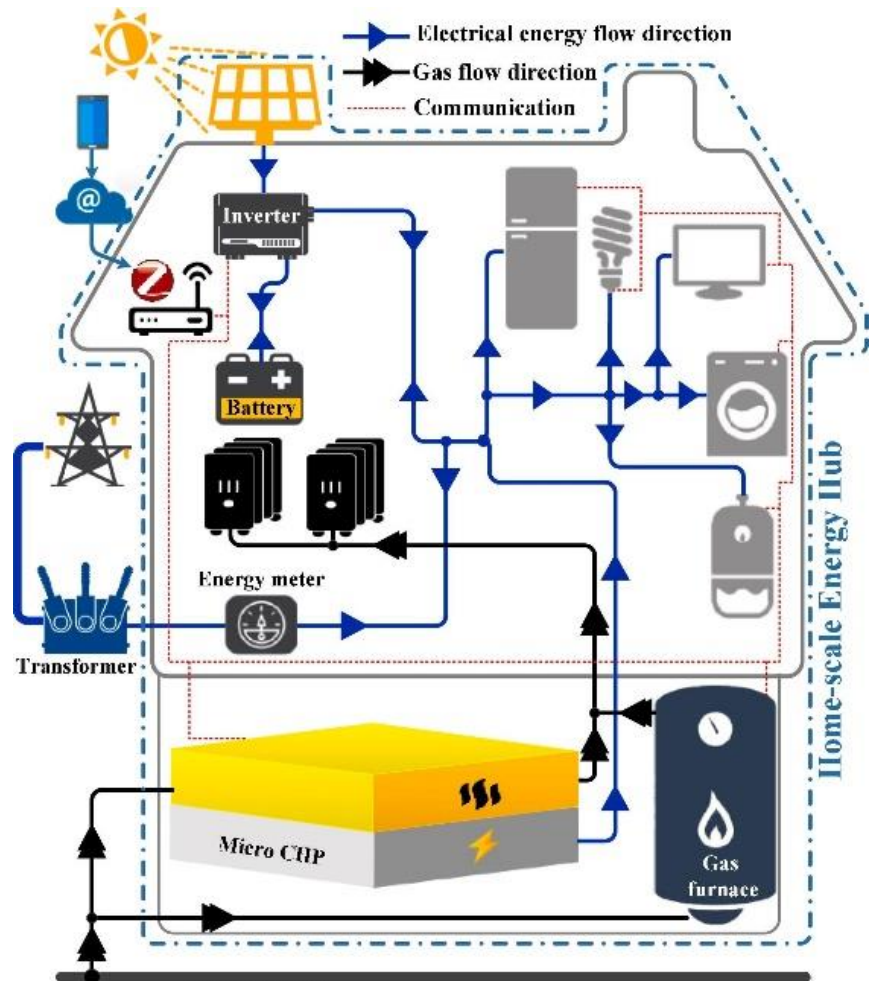 Electrical energy flow direction
Gas flow direction
Communication
@
Inverter
Z
Battery
Energy meter
Transformer
Home-scale Energy Hub
Micro CHP
Gas
furnace